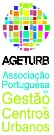 AGETURB
Associação
Portuguesa
Gestão
Centros
Urbanos